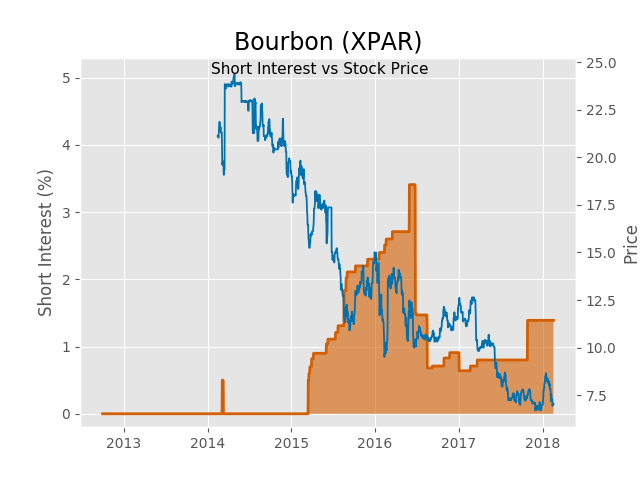 Bourbon (XPAR)
Short Interest vs Stock Price
Short Interest (%)
5
4
3
2
1
0
25.0
22.5
20.0
17.5
15.0
12.5
10.0
7.5
Price
2013 2014 2015 2016 2017 2018